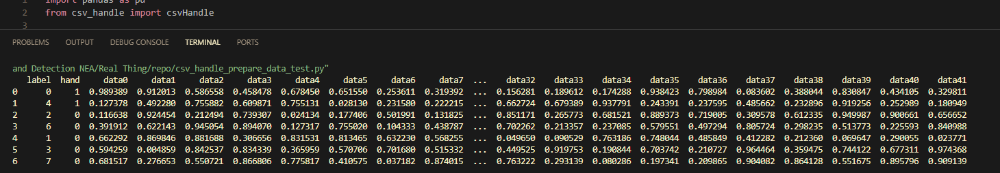 1 import pandas as pd
2 from csv_handle import csvHandle
3
PROBLEMS OUTPUT DEBUG CONSOLE TERMINAL PORTS
and Detection NEA/Real Thing/repo/csv_handle_prepare_data_test.py"
label hand data0 data1 data2 data3 data4 data5 data6 data7 ... data32 data33 data34 data35 data36 data37 data38 data39 data40 data41
0 0 1 0.989389 0.912013 0.586558 0.458478 0.678450 0.651550 0.253611 0.319392 ... 0.156281 0.189612 0.174288 0.938423 0.798984 0.083602 0.388044 0.830847 0.434105 0.329811
1 4 1 0.127378 0.492280 0.755882 0.609871 0.755131 0.028130 0.231580 0.222215 ... 0.662724 0.679389 0.937791 0.243391 0.237595 0.485662 0.232896 0.919256 0.252989 0.180949
2 2 0 0.116638 0.924454 0.212494 0.739307 0.024134 0.177406 0.501991 0.131825 ... 0.851171 0.265773 0.681521 0.889373 0.719005 0.309578 0.612335 0.949987 0.900661 0.656652
3 6 0 0.391912 0.622143 0.945054 0.894070 0.127317 0.755020 0.104333 0.438787 ... 0.702262 0.213357 0.237085 0.579551 0.497294 0.805724 0.298235 0.513773 0.225593 0.840988
4 1 0 0.662292 0.869846 0.881688 0.306656 0.831531 0.813465 0.632230 0.568255 ... 0.049650 0.090529 0.763186 0.748044 0.485849 0.412282 0.212360 0.069647 0.290055 0.023771
5 3 0 0.594259 0.004859 0.842537 0.834339 0.365959 0.570706 0.701680 0.515332 ... 0.449525 0.919753 0.190844 0.703742 0.210727 0.964464 0.359475 0.744122 0.677311 0.974368
6 7 0 0.681517 0.276653 0.550721 0.866806 0.775817 0.410575 0.037182 0.874015 ... 0.763222 0.293139 0.080286 0.197341 0.209865 0.904082 0.864128 0.551675 0.895796 0.909139